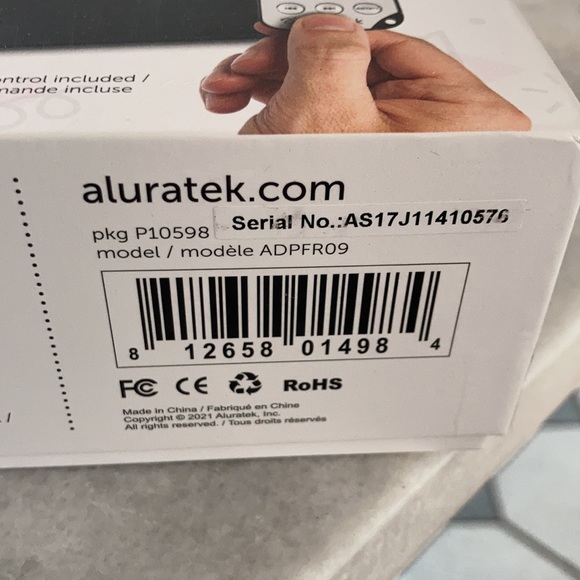 ntrol included /
mande incluse
aluratek.com
pkg P10598
Serial No.:AS17J11410576
model / modèle ADPFR09
8 12658 01498 4
FC CE RoHS
Made in China / Fabriqué en Chine
Copyright © 2021 Aluratek, Inc.
All rights reserved. / Tous droits réservés